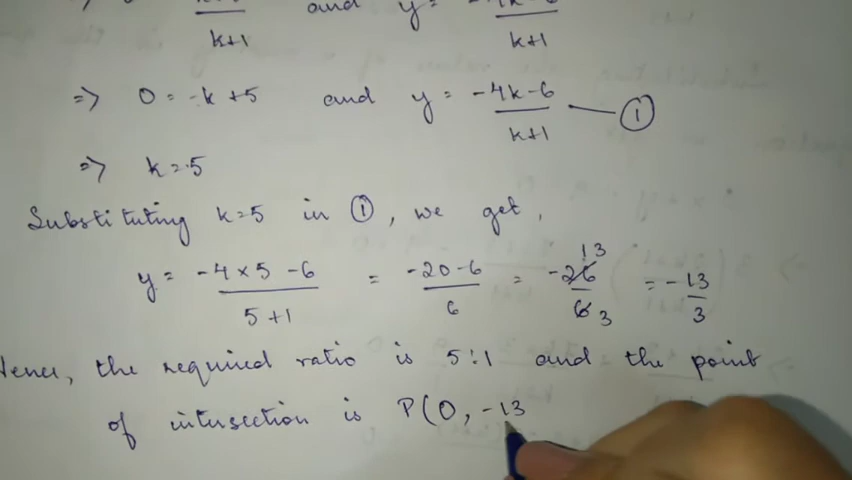 and y =
k+1 k+1
=> 0 = -k+5 and y = -4k-6/k+1 — ①
=> k=5
Substituting k=5 in ①, we get,
y = -4×5-6/5+1 = -20-6/6 = -26/6 13 3 = -13/3
Hence, the required ratio is 5:1 and the point
of intersection is P(0, -13